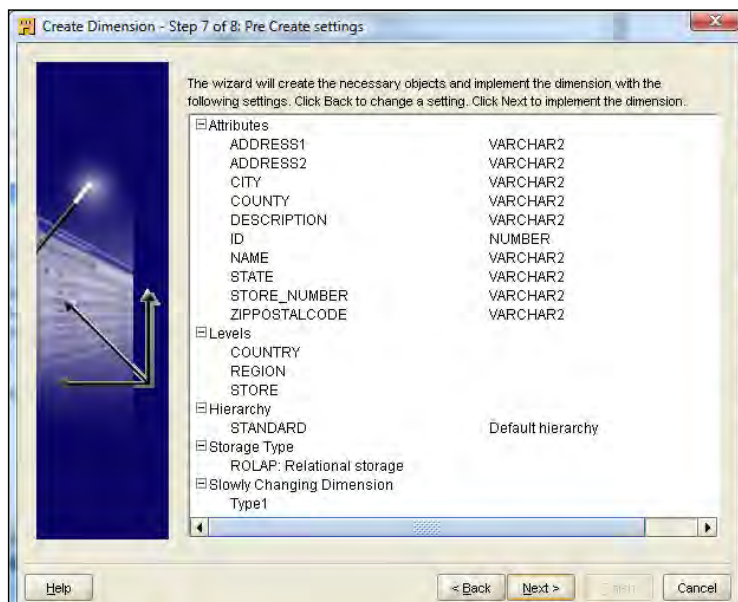 Create Dimension - Step 7 of 8: Pre Create settings
The wizard will create the necessary objects and implement the dimension with the
following settings. Click Back to change a setting. Click Next to implement the dimension.
Attributes
ADDRESS1 VARCHAR2
ADDRESS2 VARCHAR2
CITY VARCHAR2
COUNTY VARCHAR2
DESCRIPTION VARCHAR2
ID NUMBER
NAME VARCHAR2
STATE VARCHAR2
STORE_NUMBER VARCHAR2
ZIPPOSTALCODE VARCHAR2
Levels
COUNTRY
REGION
STORE
Hierarchy
STANDARD Default hierarchy
Storage Type
ROLAP: Relational storage
Slowly Changing Dimension
Type1
Help < Back Next > Finish Cancel